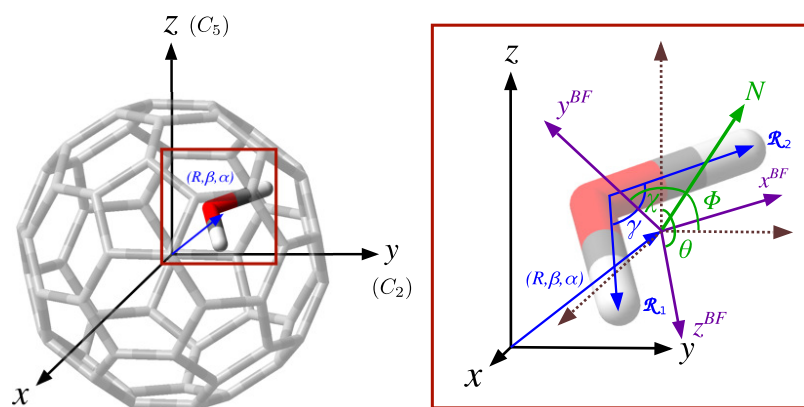 z (C₅)
(R,β,α)
y
(C₂)
x
z
N
y^BF
𝓡₂
x^BF
χ
Φ
γ
θ
(R,β,α)
𝓡₁
z^BF
y
x